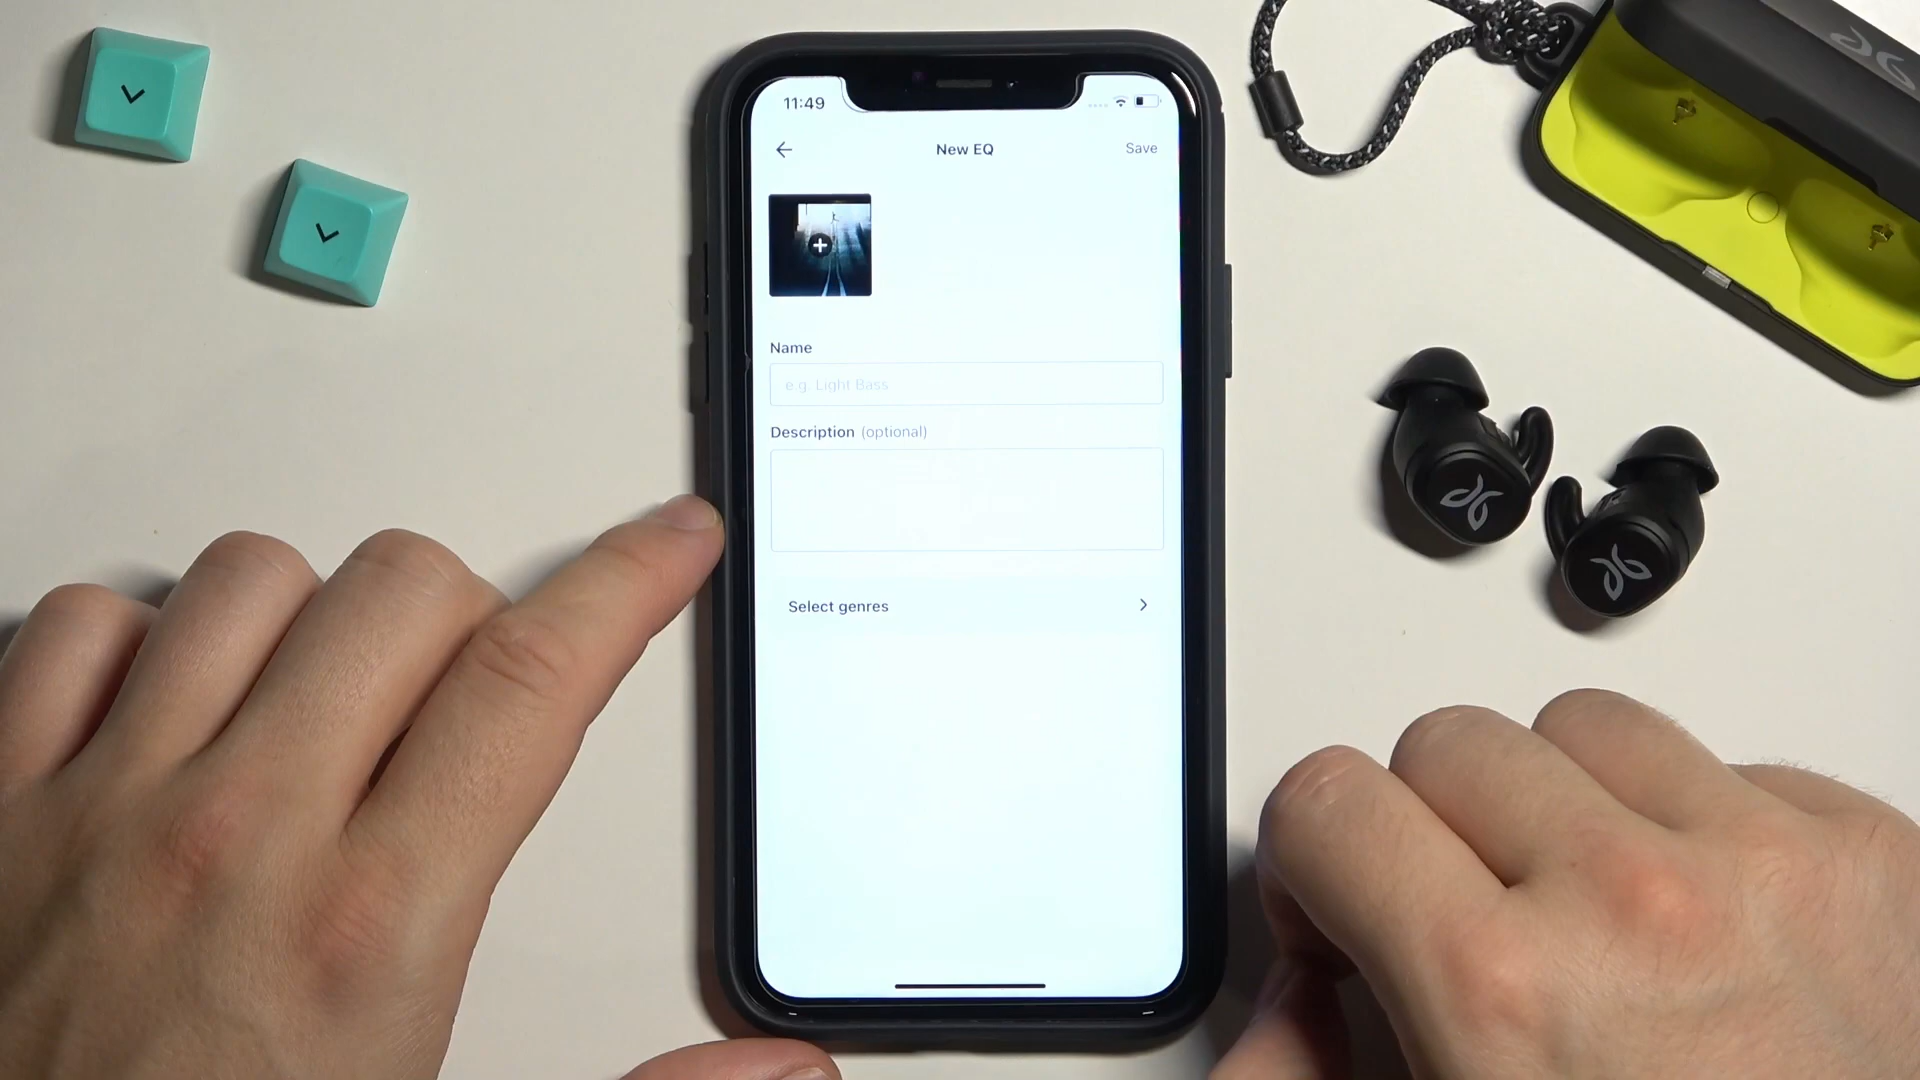 11:49
New EQ
Save
Name
e.g. Light Bass
Description (optional)
Select genres